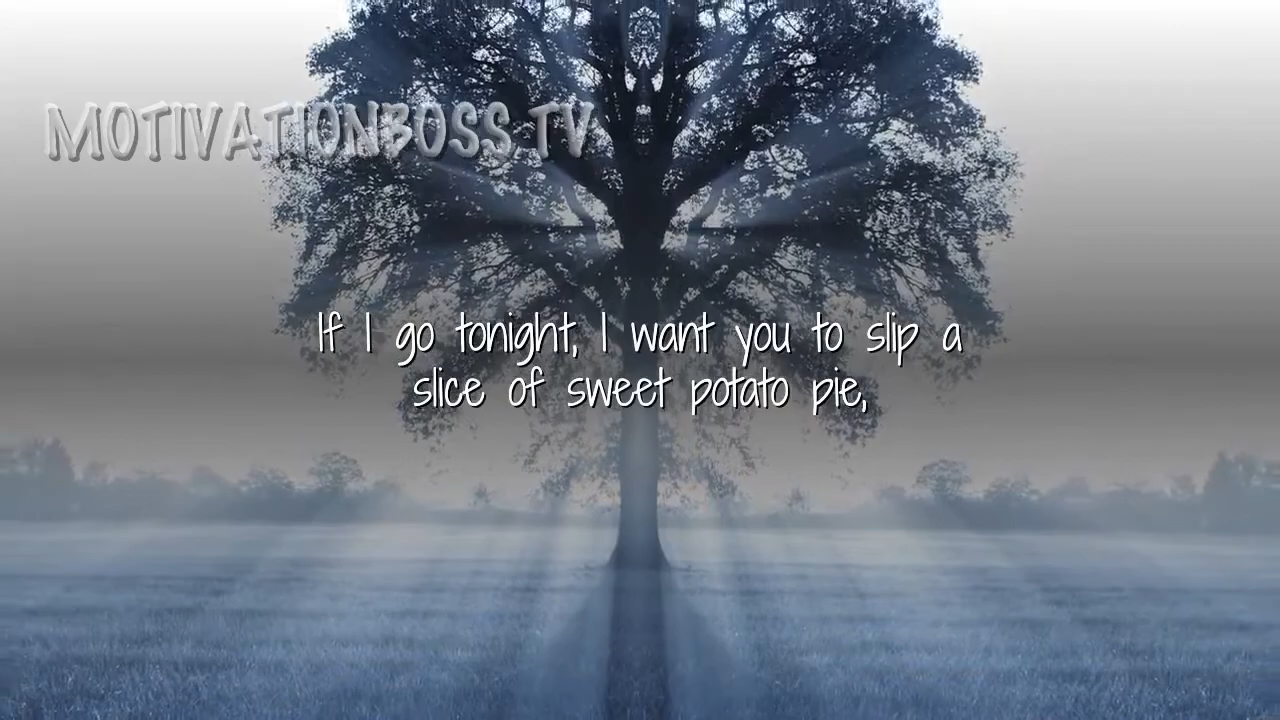 MOTIVATIONBOSS.TV
If I go tonight, I want you to slip a
slice of sweet potato pie,